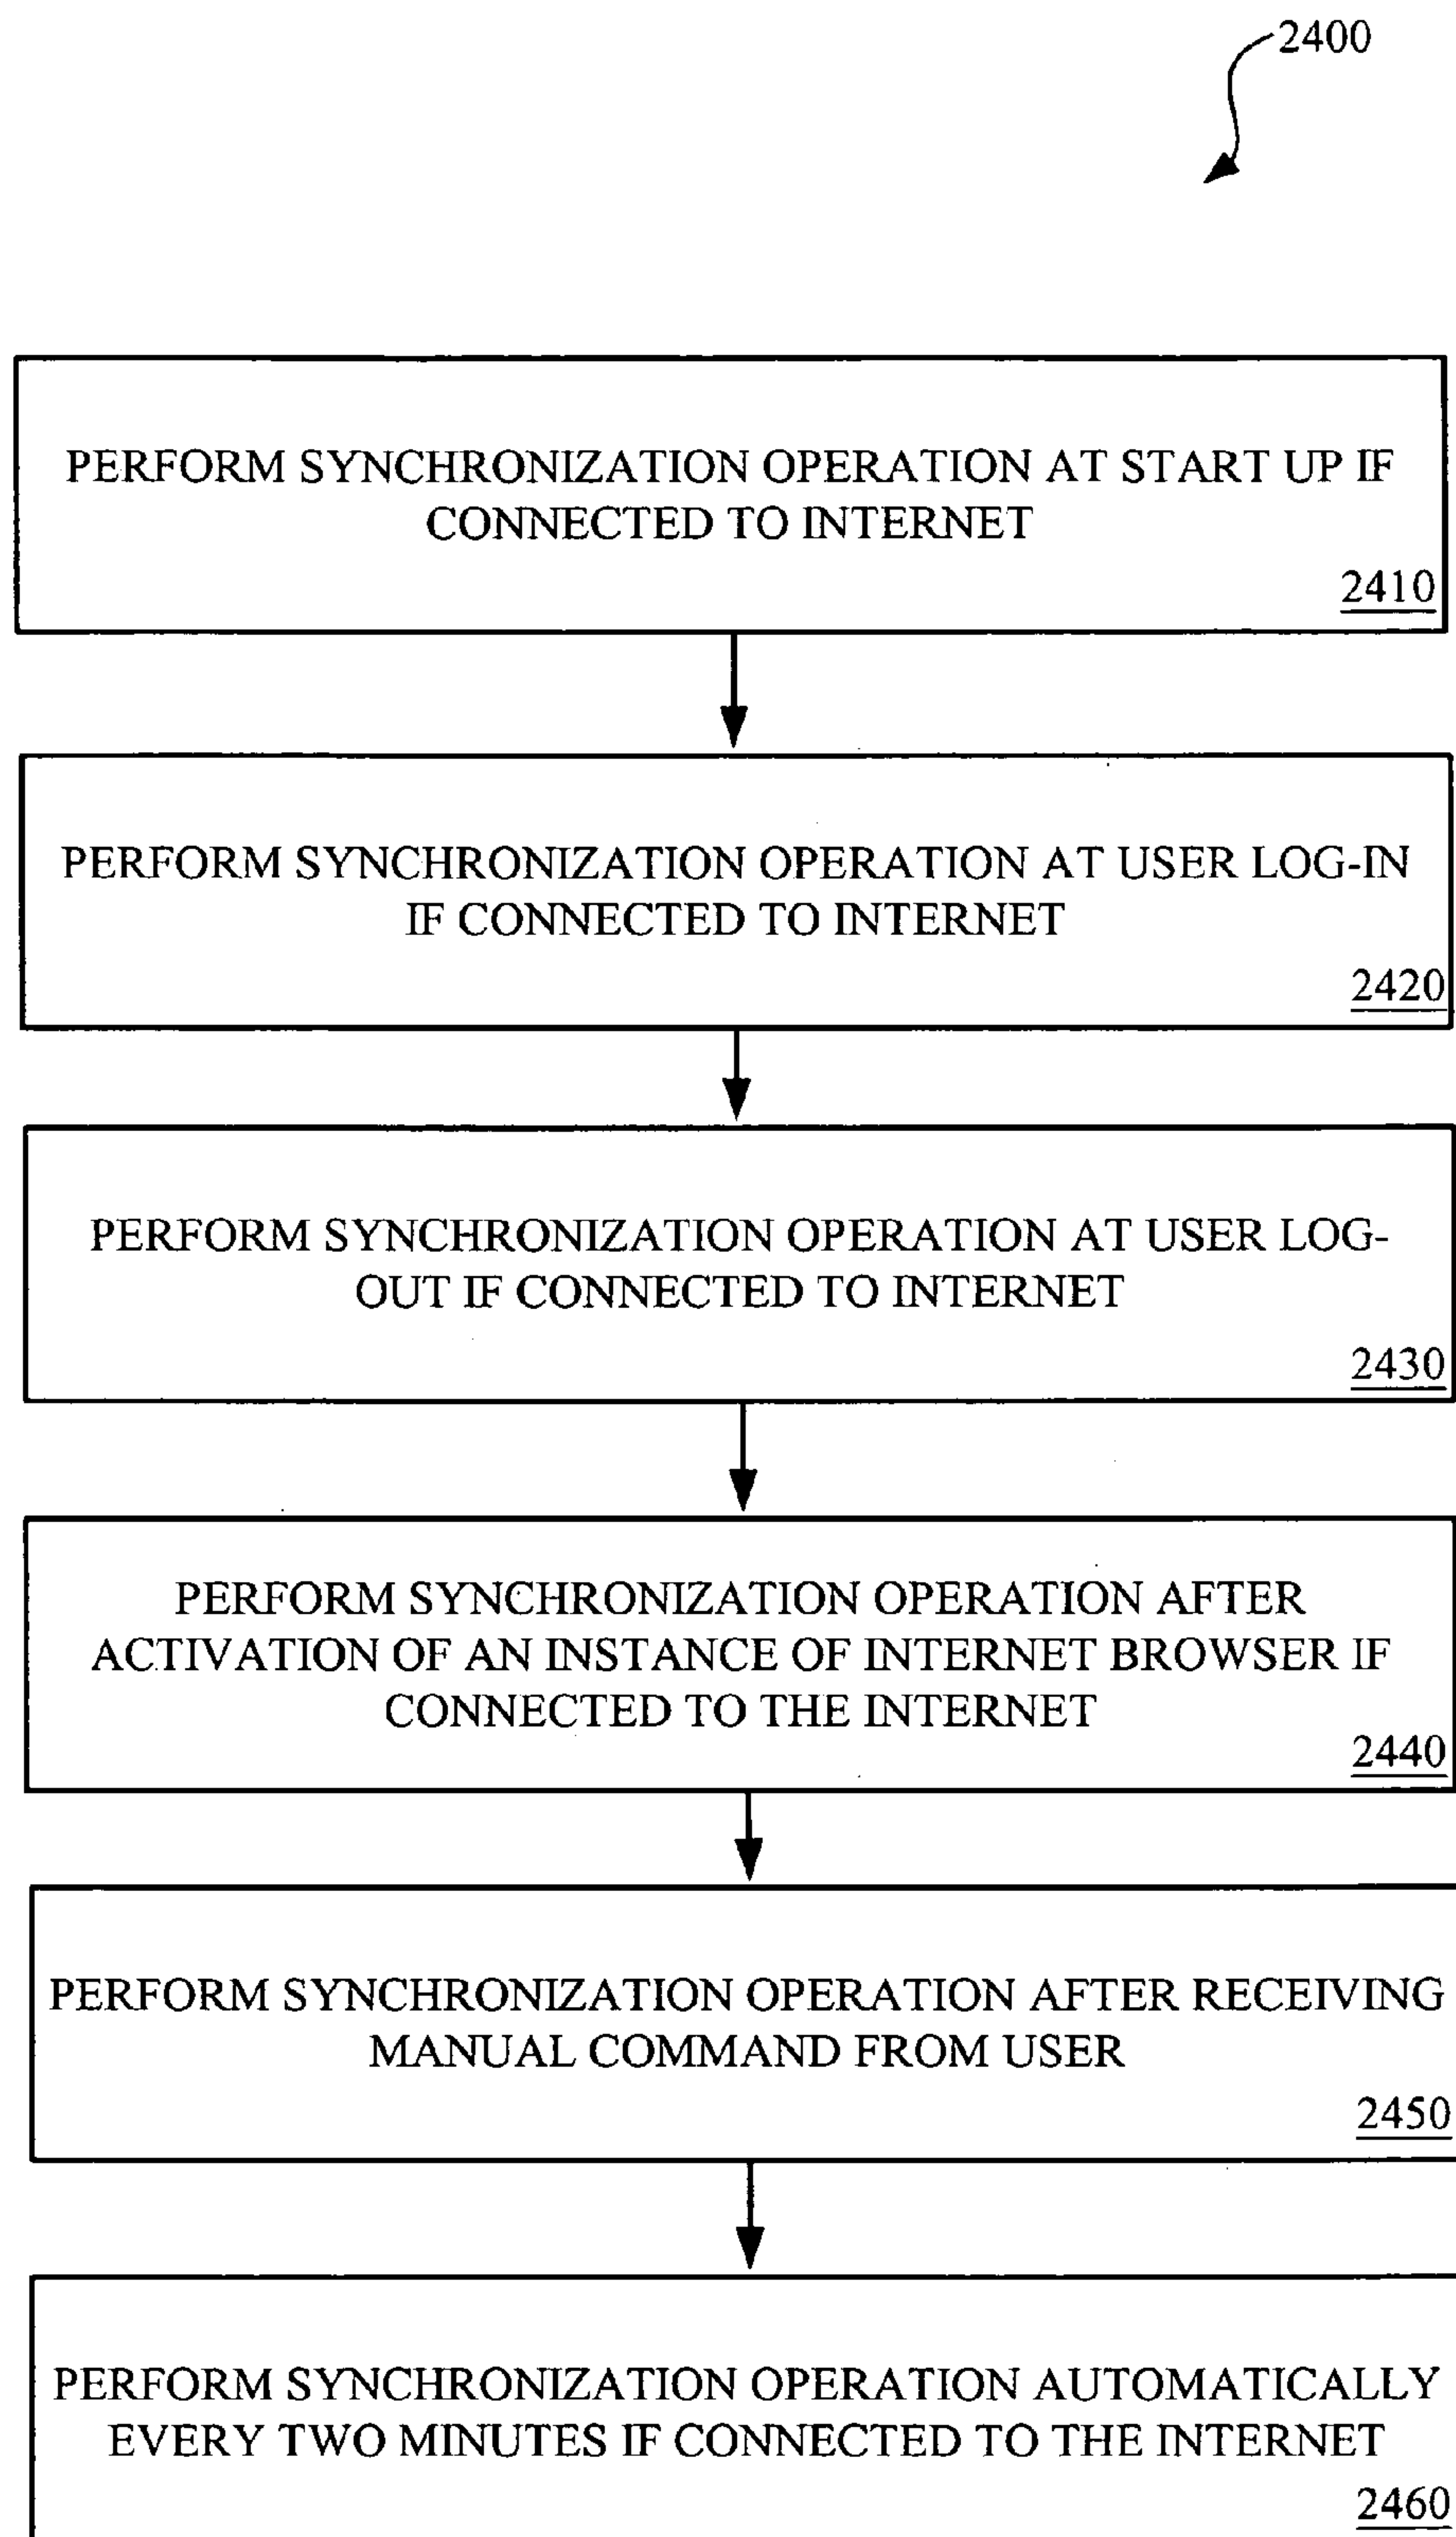 2400
PERFORM SYNCHRONIZATION OPERATION AT START UP IF
CONNECTED TO INTERNET
2410
PERFORM SYNCHRONIZATION OPERATION AT USER LOG-IN
IF CONNECTED TO INTERNET
2420
PERFORM SYNCHRONIZATION OPERATION AT USER LOG-
OUT IF CONNECTED TO INTERNET
2430
PERFORM SYNCHRONIZATION OPERATION AFTER
ACTIVATION OF AN INSTANCE OF INTERNET BROWSER IF
CONNECTED TO THE INTERNET
2440
PERFORM SYNCHRONIZATION OPERATION AFTER RECEIVING
MANUAL COMMAND FROM USER
2450
PERFORM SYNCHRONIZATION OPERATION AUTOMATICALLY
EVERY TWO MINUTES IF CONNECTED TO THE INTERNET
2460